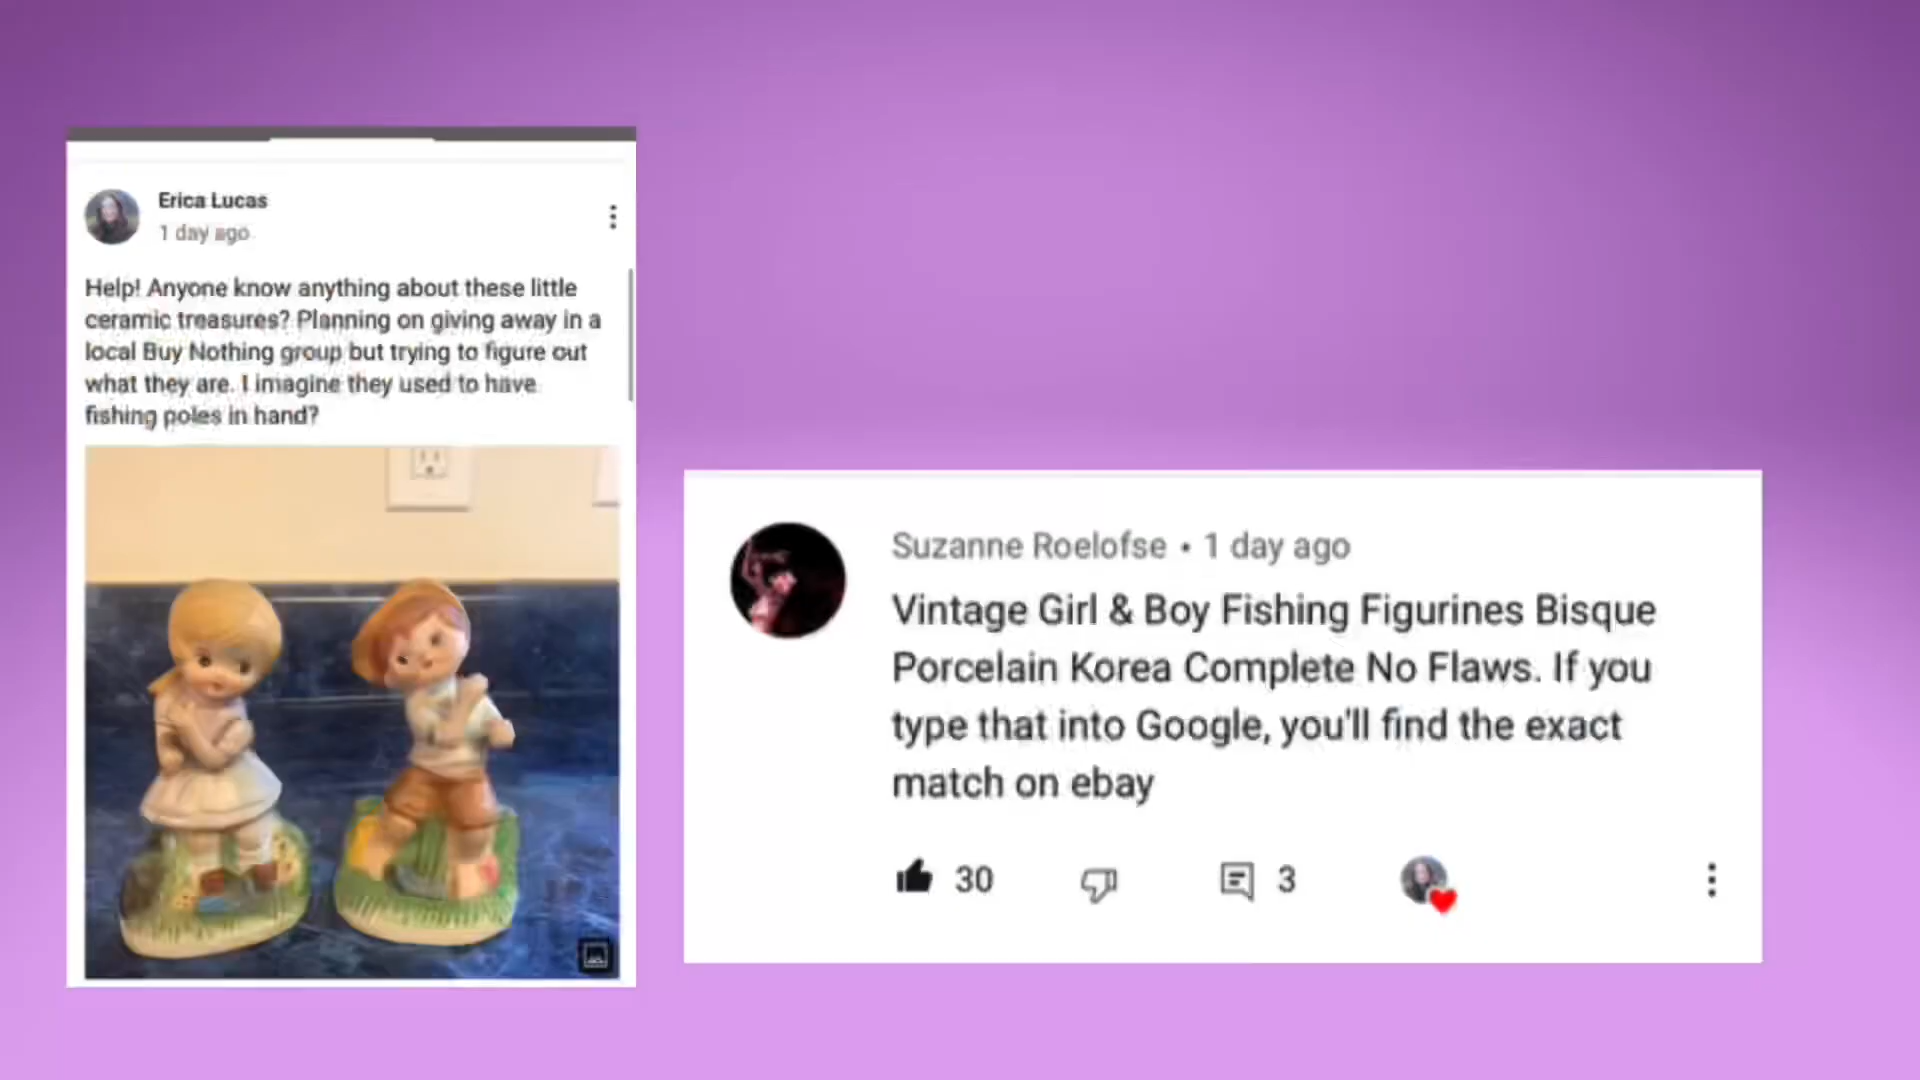 Erica Lucas
1 day ago
Help! Anyone know anything about these little
ceramic treasures? Planning on giving away in a
local Buy Nothing group but trying to figure out
what they are. I imagine they used to have
fishing poles in hand?
Suzanne Roelofse • 1 day ago
Vintage Girl & Boy Fishing Figurines Bisque
Porcelain Korea Complete No Flaws. If you
type that into Google, you'll find the exact
match on ebay
30
3